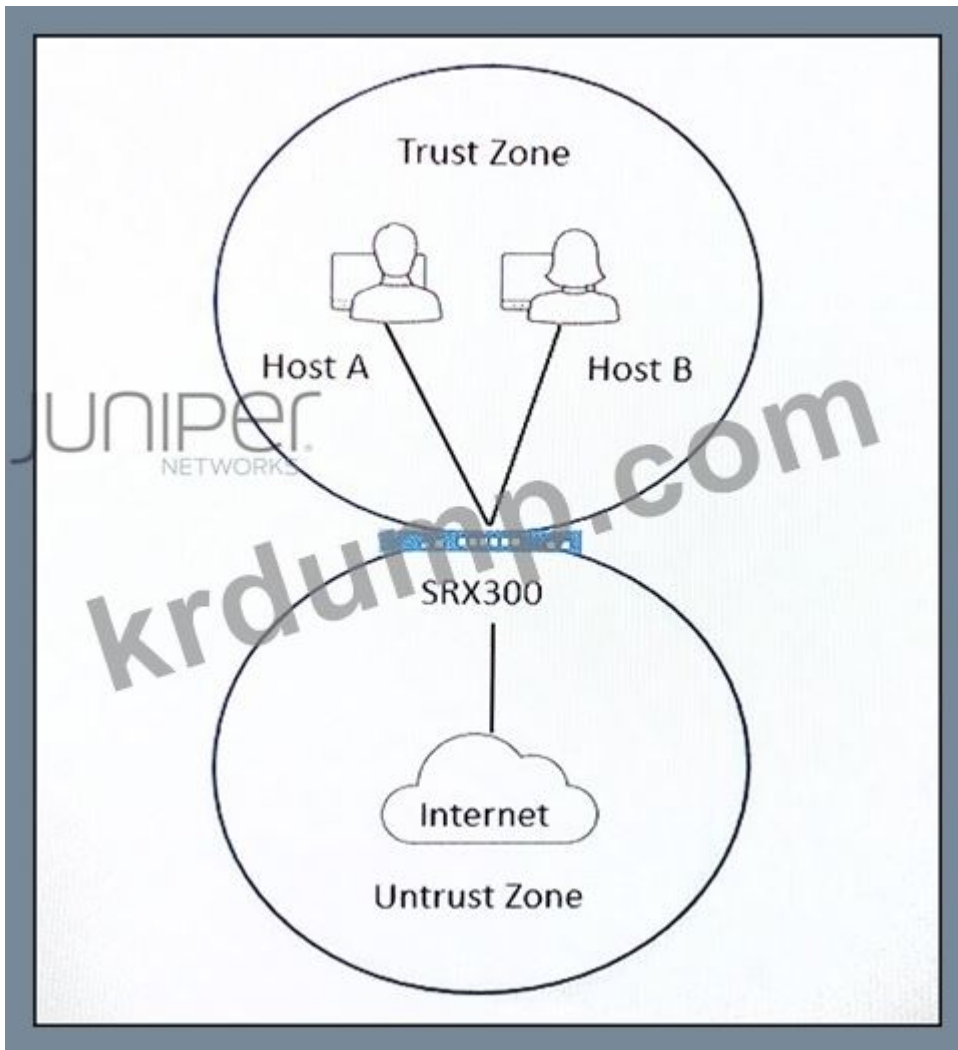 Trust Zone
Host A
Host B
JUNIPEr
NETWORKS
krdump.com
SRX300
Internet
Untrust Zone